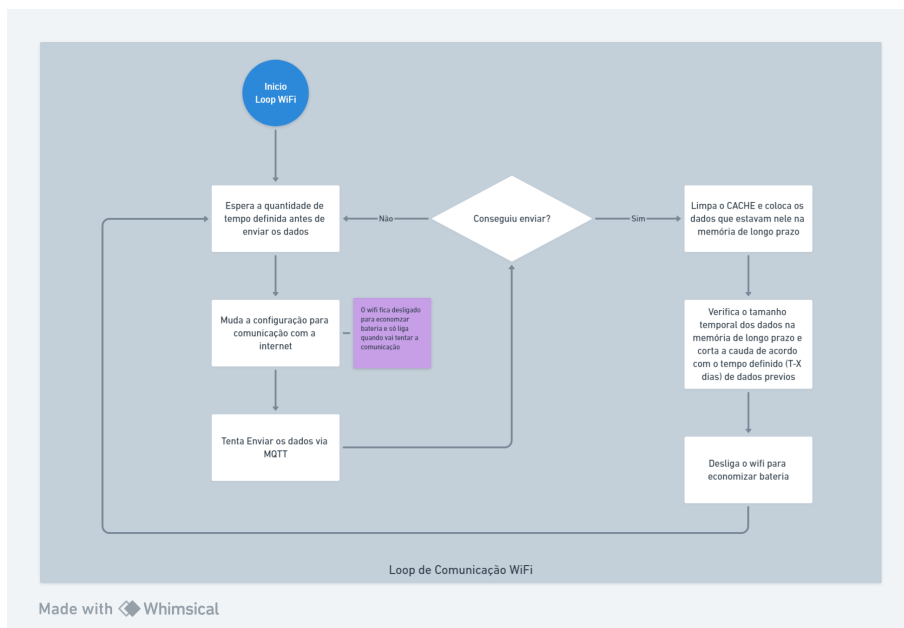 Início
Loop WiFi
Espera a quantidade de
tempo definida antes de
enviar os dados
Não
Conseguiu enviar?
Sim
Limpa o CACHE e coloca os
dados que estavam nele na
memória de longo prazo
Muda a configuração para
comunicação com a
internet
O wifi fica desligado
para economzar
bateria e só liga
quando vai tentar a
comunicação
Verifica o tamanho
temporal dos dados na
memória de longo prazo e
corta a cauda de acordo
com o tempo definido (T-X
dias) de dados previos
Tenta Enviar os dados via
MQTT
Desliga o wifi para
economizar bateria
Loop de Comunicação WiFi
Made with Whimsical